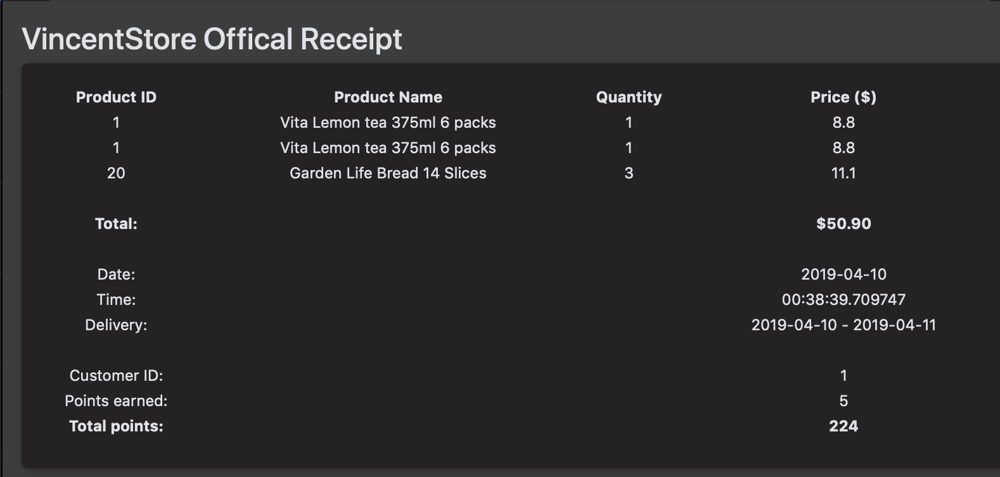 VincentStore Offical Receipt
Product ID Product Name Quantity Price ($)
1 Vita Lemon tea 375ml 6 packs 1 8.8
1 Vita Lemon tea 375ml 6 packs 1 8.8
20 Garden Life Bread 14 Slices 3 11.1
Total: $50.90
Date: 2019-04-10
Time: 00:38:39.709747
Delivery: 2019-04-10 - 2019-04-11
Customer ID: 1
Points earned: 5
Total points: 224